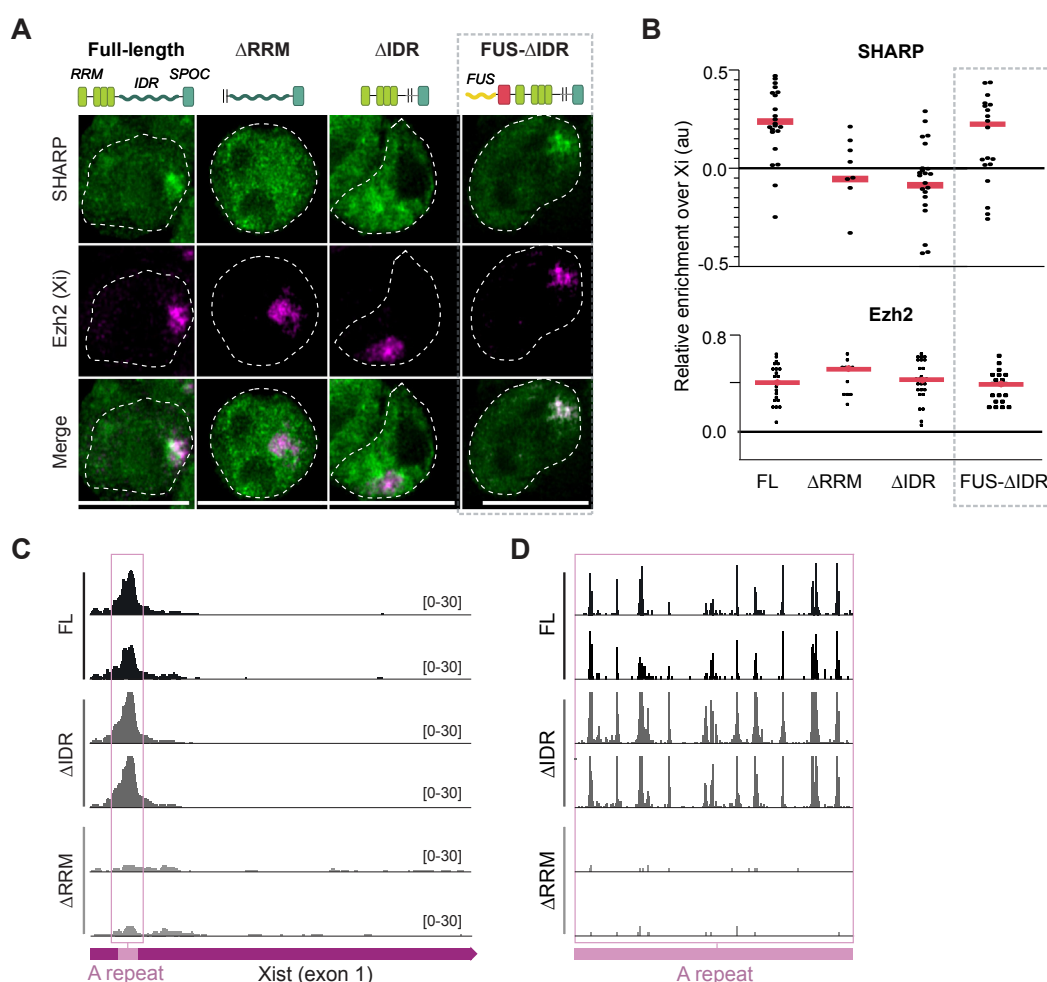 A
Full-length
ΔRRM
ΔIDR
FUS-ΔIDR
RRM
IDR
SPOC
FUS
SHARP
Ezh2 (Xi)
Merge
B
SHARP
0.5
0.0
-0.5
Relative enrichment over Xi (au)
Ezh2
0.8
0.0
FL
ΔRRM
ΔIDR
FUS-ΔIDR
C
FL
[0-30]
[0-30]
ΔIDR
[0-30]
[0-30]
ΔRRM
[0-30]
[0-30]
A repeat
Xist (exon 1)
D
FL
ΔIDR
ΔRRM
A repeat